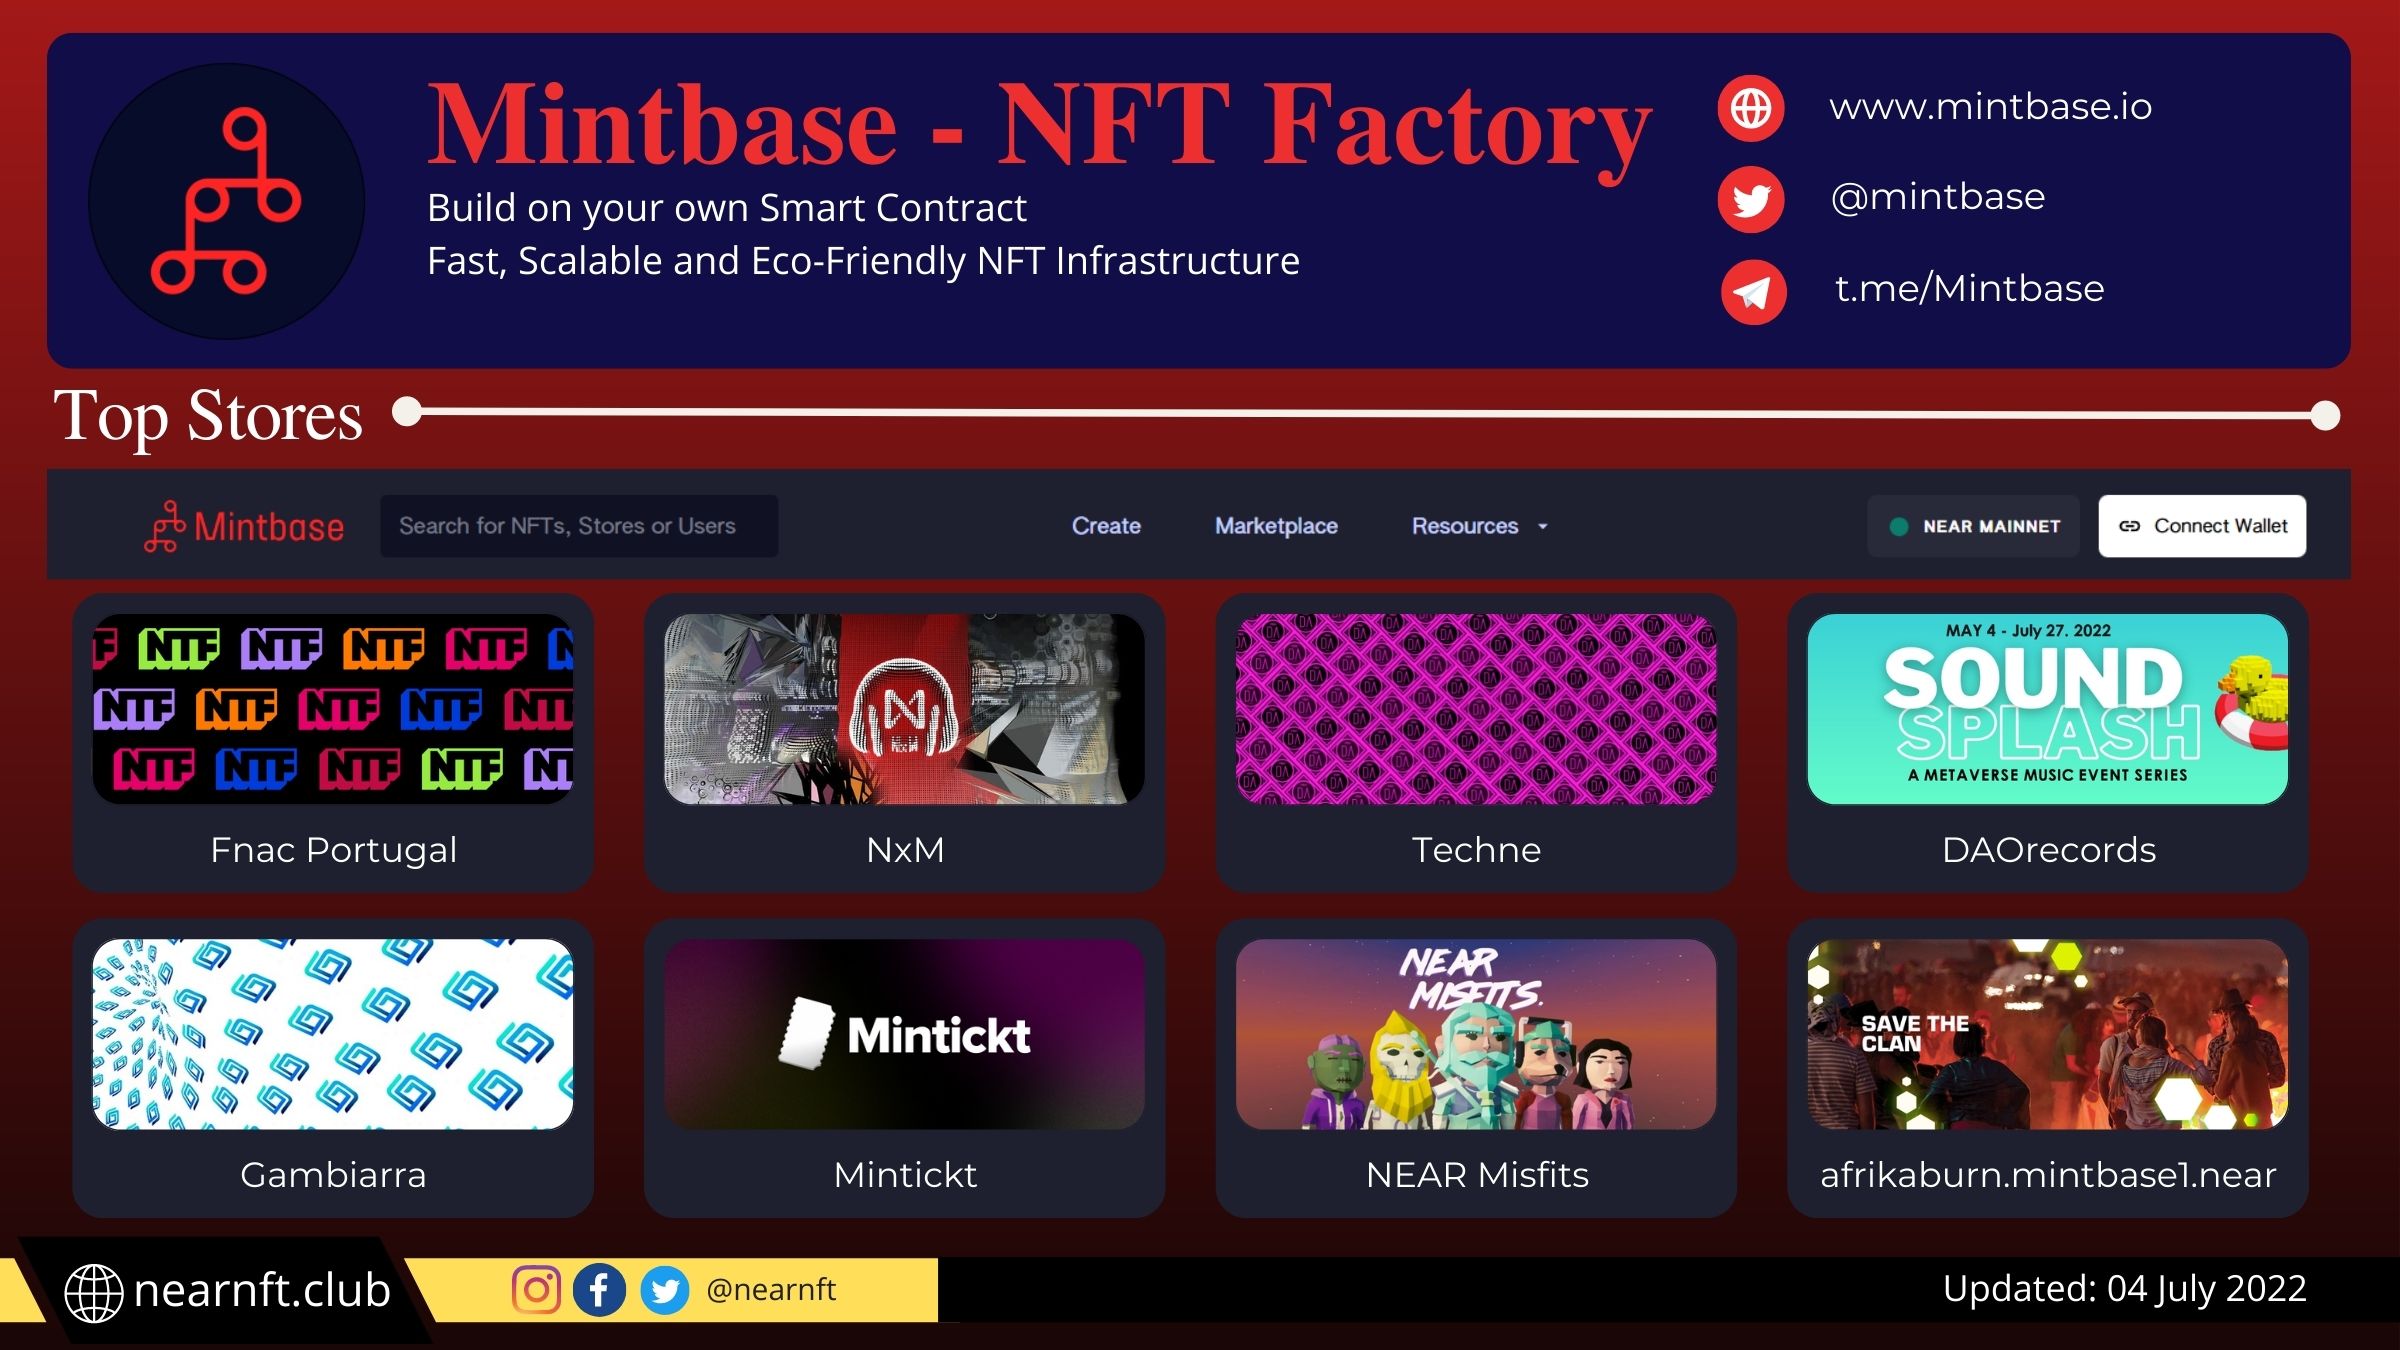 Mintbase - NFT Factory
Build on your own Smart Contract
Fast, Scalable and Eco-Friendly NFT Infrastructure
www.mintbase.io
@mintbase
t.me/Mintbase
Top Stores
Mintbase
Search for NFTs, Stores or Users
Create
Marketplace
Resources
NEAR MAINNET
Connect Wallet
NTF NTF NTF NTF
NTF NTF NTF NTF
NTF NTF NTF NTF
NxM
MAY 4 - July 27. 2022
SOUND
SPLASH
A METAVERSE MUSIC EVENT SERIES
Fnac Portugal
NxM
Techne
DAOrecords
Mintickt
NEAR
MISFITS.
SAVE THE
CLAN
Gambiarra
Mintickt
NEAR Misfits
afrikaburn.mintbase1.near
nearnft.club
@nearnft
Updated: 04 July 2022